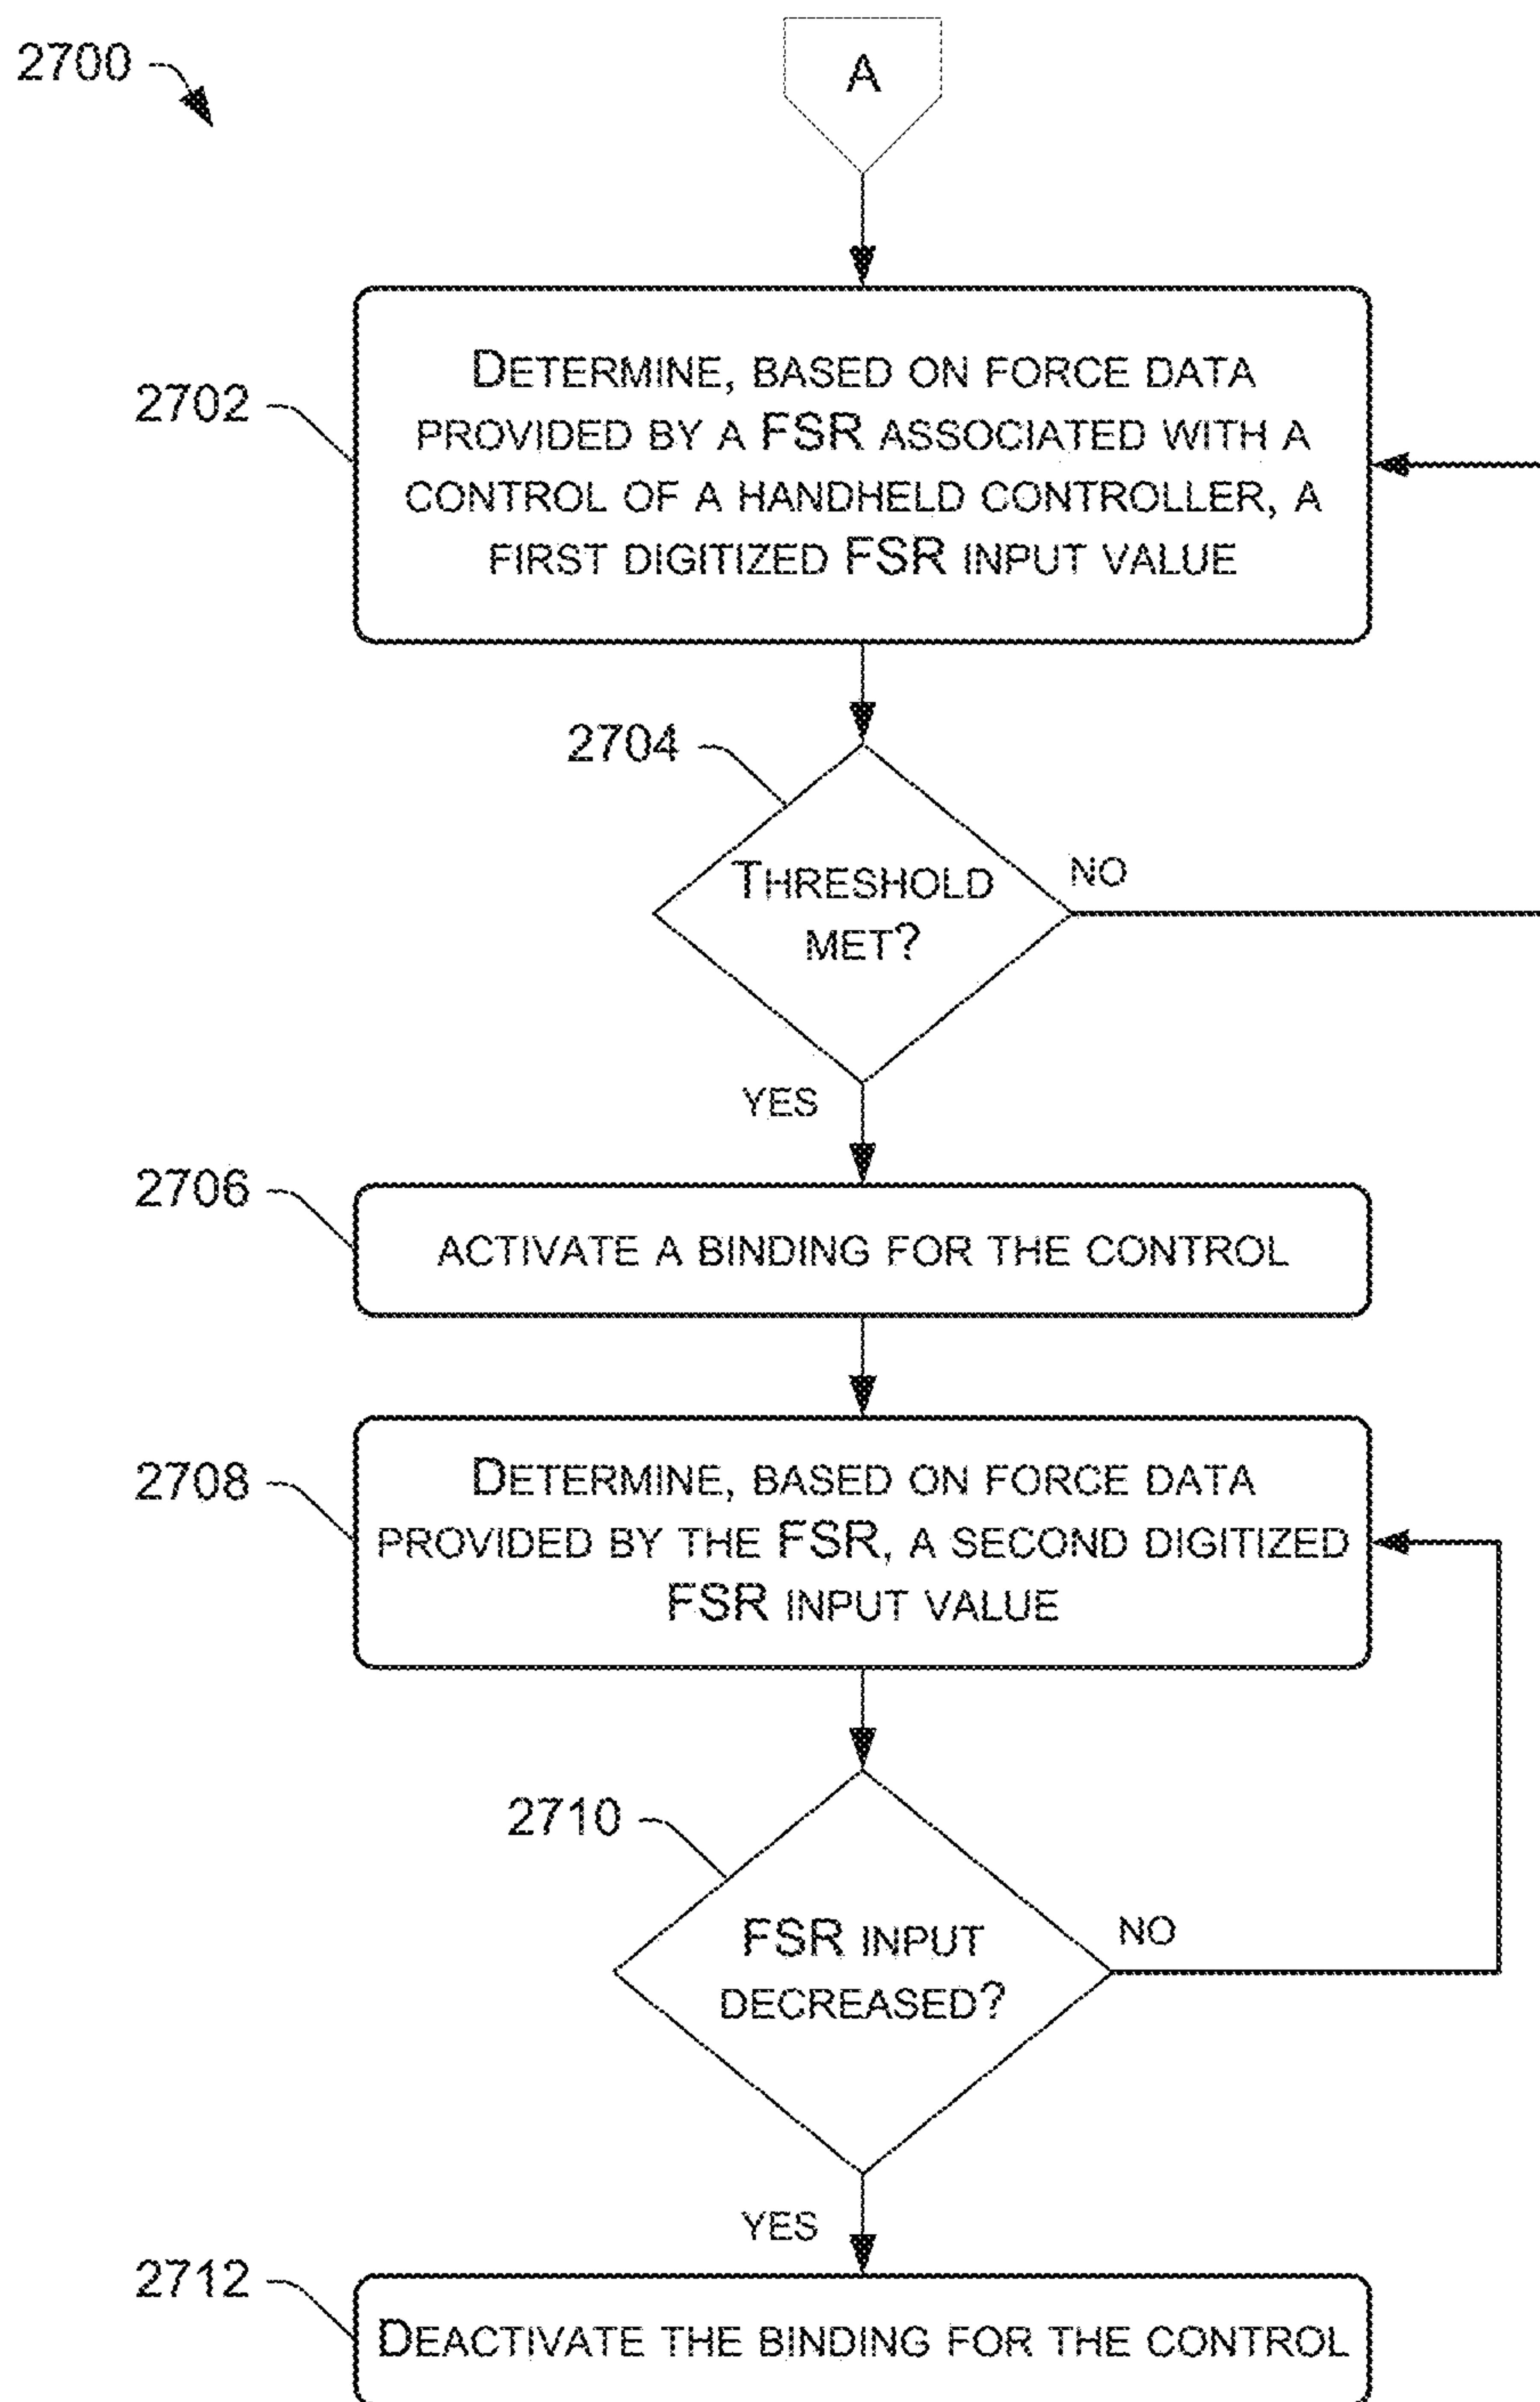 2700
A
2702
DETERMINE, BASED ON FORCE DATA
PROVIDED BY A FSR ASSOCIATED WITH A
CONTROL OF A HANDHELD CONTROLLER, A
FIRST DIGITIZED FSR INPUT VALUE
2704
THRESHOLD
MET?
NO
YES
2706
ACTIVATE A BINDING FOR THE CONTROL
2708
DETERMINE, BASED ON FORCE DATA
PROVIDED BY THE FSR, A SECOND DIGITIZED
FSR INPUT VALUE
2710
FSR INPUT
DECREASED?
NO
YES
2712
DEACTIVATE THE BINDING FOR THE CONTROL